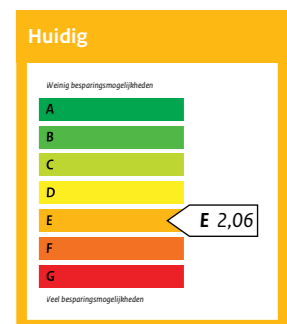 Huidig
Weinig besparingsmogelijkheden
A
B
C
D
E
E 2,06
F
G
Veel besparingsmogelijkheden